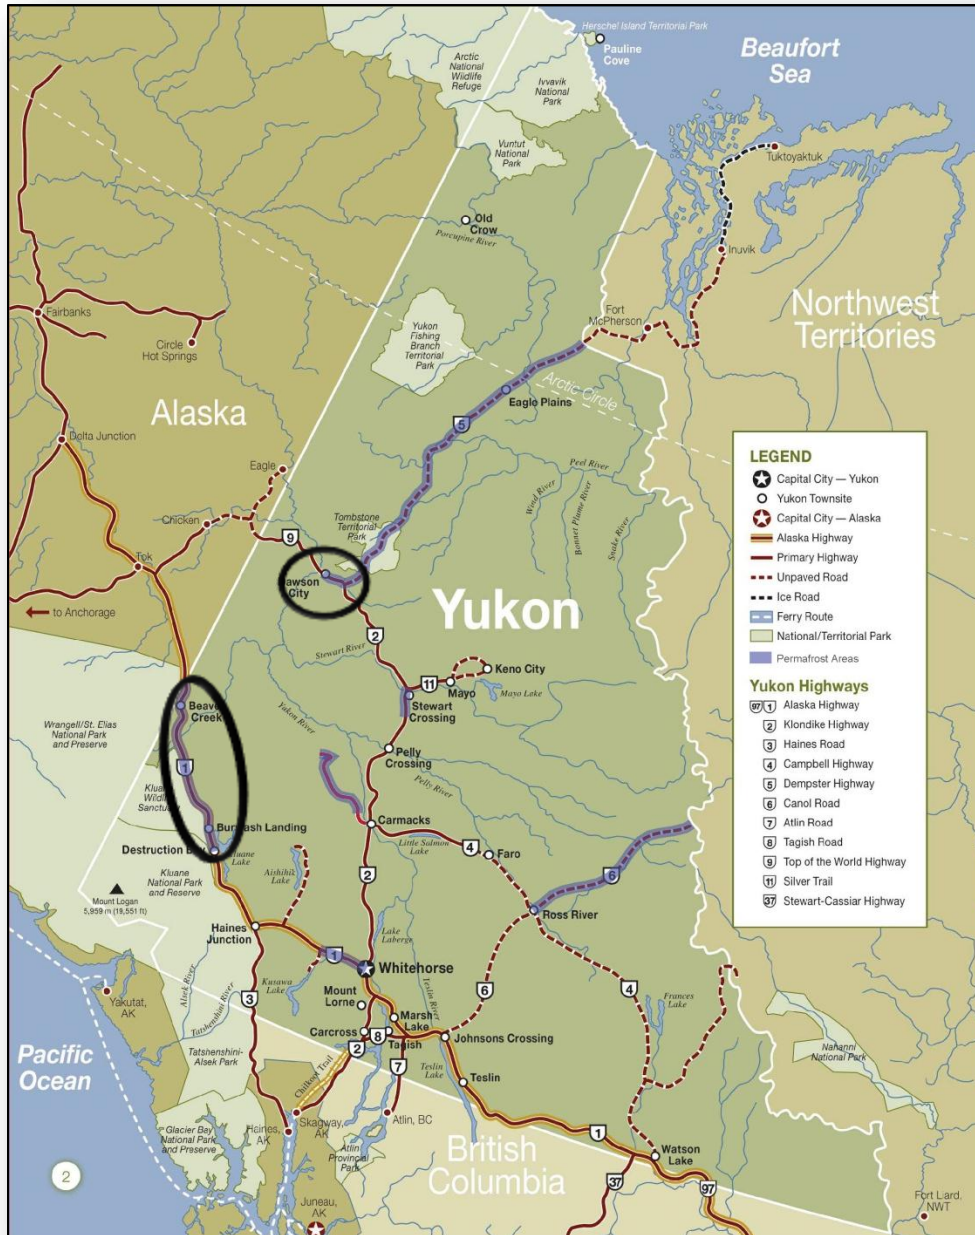 Herschel Island Territorial Park
Pauline
Cove
Beaufort
Sea
Arctic
National
Wildlife
Refuge
Ivvavik
National
Park
Vuntut
National
Park
Tuktoyaktuk
Old
Crow
Porcupine River
Inuvik
Northwest
Territories
Fort
McPherson
Fairbanks
Circle
Hot Springs
Yukon
Fishing
Branch
Territorial
Park
Arctic Circle
Eagle Plains
Alaska
5
Delta Junction
Eagle
Peel River
Wind River
Bonnet Plume River
Snake River
Chicken
Tombstone
Territorial
Park
9
Tok
awson
City
to Anchorage
Yukon
2
Stewart River
Keno City
11
Mayo
Mayo Lake
Stewart
Crossing
Beaver
Creek
Yukon River
Wrangell/St. Elias
National Park
and Preserve
Pelly
Crossing
Pelly River
1
Kluane
Wildlife
Sanctuary
Burwash Landing
Carmacks
Little Salmon
Lake
4
Faro
Destruction Bay
Kluane
Lake
Kluane
National Park
and Reserve
Aishihik
Lake
2
6
Mount Logan
5,959 m (19,551 ft)
Ross River
Haines
Junction
Lake
Laberge
1
Whitehorse
Alsek River
Tatshenshini River
Kusawa
Lake
Teslin River
3
Mount
Lorne
Marsh
Lake
6
4
Frances Lake
Yakutat,
AK
Carcross
8
Tagish
2
Johnsons Crossing
Tatshenshini-
Alsek Park
Chilkoot Trail
7
Teslin
Lake
Teslin
Nahanni
National Park
Pacific
Ocean
Skagway,
AK
Atlin, BC
Glacier Bay
National Park
and Preserve
Haines,
AK
Atlin
Provincial
Park
British
Columbia
1
Watson
Lake
37
97
2
Juneau,
AK
Fort Liard,
NWT
LEGEND
Capital City — Yukon
Yukon Townsite
Capital City — Alaska
Alaska Highway
Primary Highway
Unpaved Road
Ice Road
Ferry Route
National/Territorial Park
Permafrost Areas
Yukon Highways
97 1 Alaska Highway
2 Klondike Highway
3 Haines Road
4 Campbell Highway
5 Dempster Highway
6 Canol Road
7 Atlin Road
8 Tagish Road
9 Top of the World Highway
11 Silver Trail
37 Stewart-Cassiar Highway